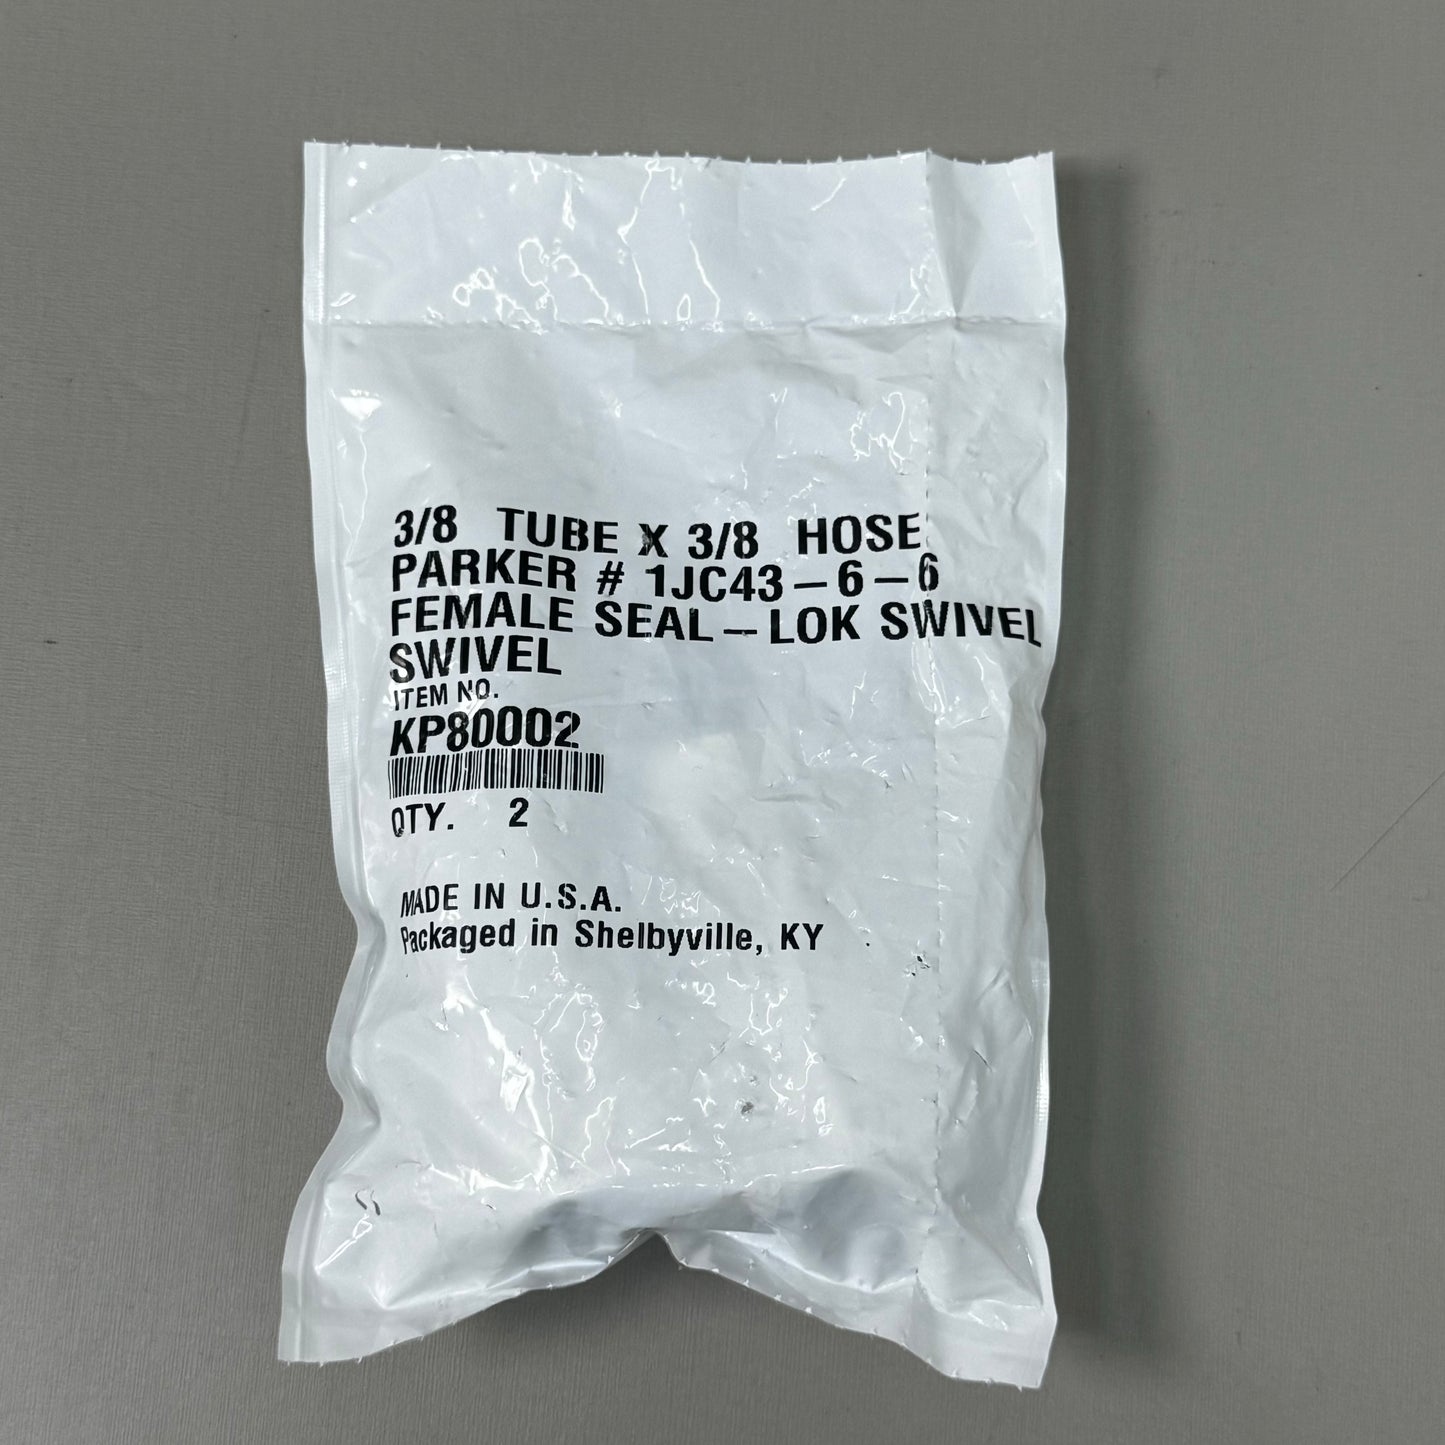 3/8 TUBE X 3/8 HOSE
PARKER # 1JC43-6-6
FEMALE SEAL-LOK SWIVEL
SWIVEL
ITEM NO.
KP80002
QTY. 2
MADE IN U.S.A.
Packaged in Shelbyville, KY